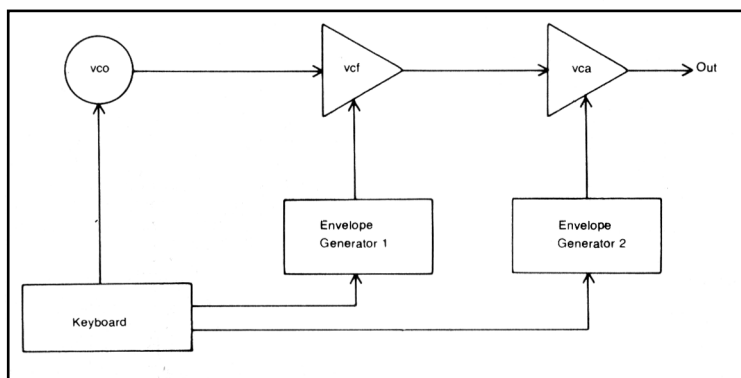 vco
vcf
vca
Out
Envelope
Generator 1
Envelope
Generator 2
Keyboard